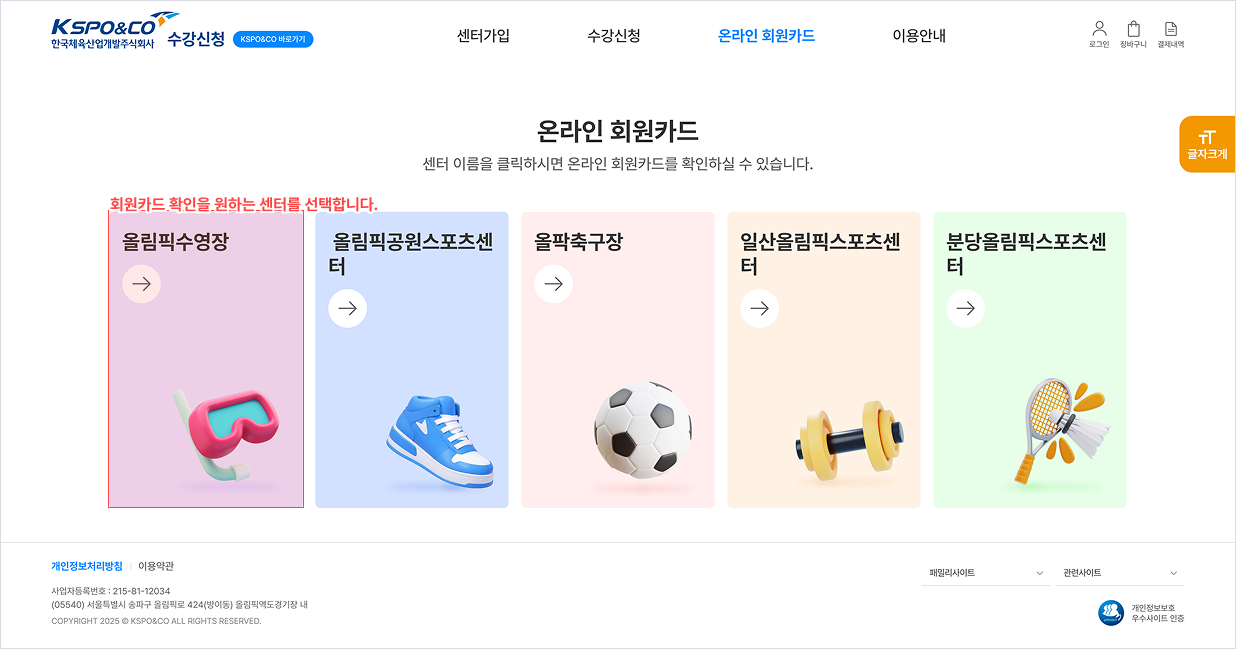 KSPO&CO
한국체육산업개발주식회사
수강신청
KSPO&CO 바로가기
센터가입
수강신청
온라인 회원카드
이용안내
로그인
장바구니
결제내역
온라인 회원카드
센터 이름을 클릭하시면 온라인 회원카드를 확인하실 수 있습니다.
TT
글자크게
회원카드 확인을 원하는 센터를 선택합니다.
올림픽수영장
올림픽공원스포츠센
터
올팍축구장
일산올림픽스포츠센
터
분당올림픽스포츠센
터
개인정보처리방침
이용약관
사업자등록번호 : 215-81-12034
(05540) 서울특별시 송파구 올림픽로 424(방이동) 올림픽역도경기장 내
COPYRIGHT 2025 © KSPO&CO ALL RIGHTS RESERVED.
패밀리사이트
관련사이트
개인정보보호
우수사이트 인증